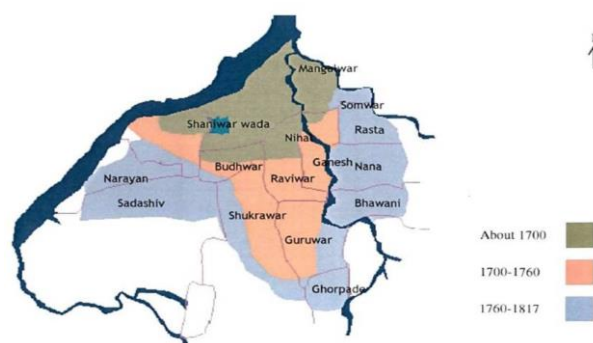 Mangalwar
Somwar
Shaniwar wada
Rasta
Nihal
Ganesh
Budhwar
Nana
Narayan
Raviwar
Sadashiv
Bhawani
Shukrawar
Guruwar
About 1700
1700-1760
Ghorpade
1760-1817